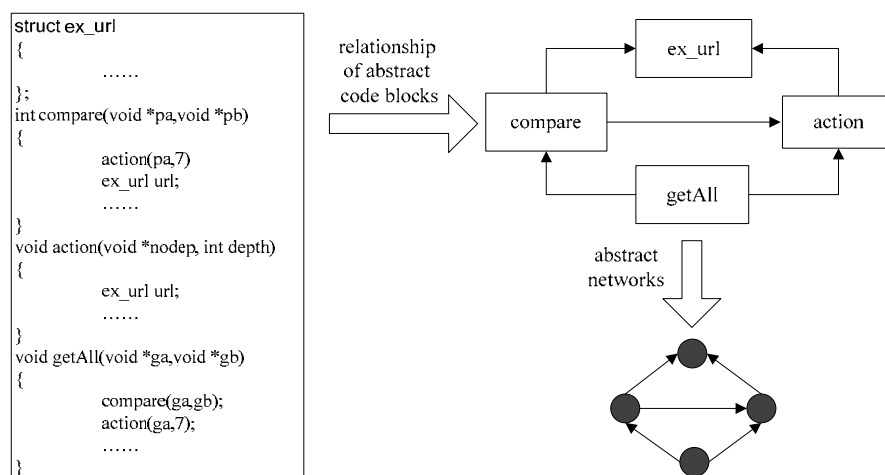 struct ex_url
{
......
};
int compare(void *pa,void *pb)
{
action(pa,7)
ex_url url;
......
}
void action(void *nodep, int depth)
{
ex_url url;
......
}
void getAll(void *ga,void *gb)
{
compare(ga,gb);
action(ga,7);
......
}
relationship
of abstract
code blocks
ex_url
compare
action
getAll
abstract
networks